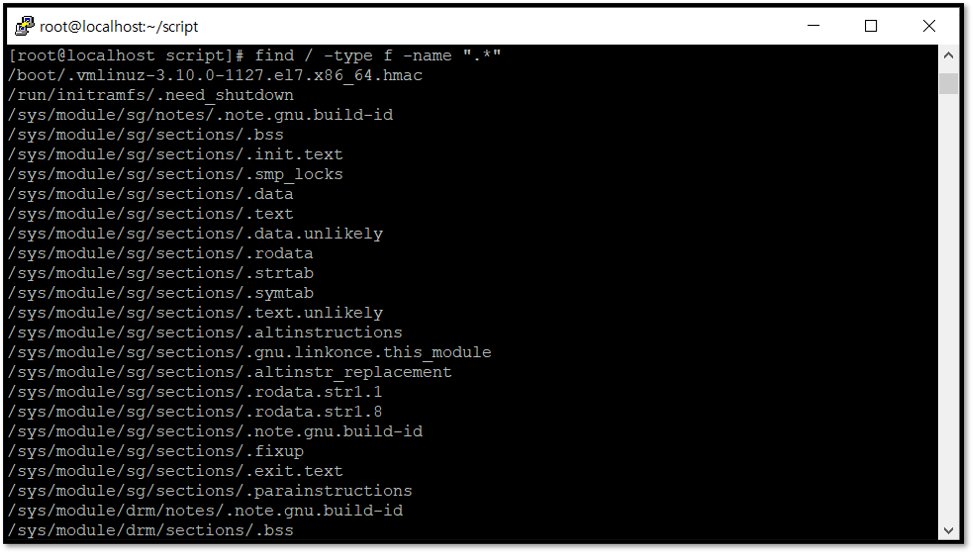 root@localhost:~/script
[root@localhost script]# find / -type f -name ".*"
/boot/.vmlinuz-3.10.0-1127.el7.x86_64.hmac
/run/initramfs/.need_shutdown
/sys/module/sg/notes/.note.gnu.build-id
/sys/module/sg/sections/.bss
/sys/module/sg/sections/.init.text
/sys/module/sg/sections/.smp_locks
/sys/module/sg/sections/.data
/sys/module/sg/sections/.text
/sys/module/sg/sections/.data.unlikely
/sys/module/sg/sections/.rodata
/sys/module/sg/sections/.strtab
/sys/module/sg/sections/.symtab
/sys/module/sg/sections/.text.unlikely
/sys/module/sg/sections/.altinstructions
/sys/module/sg/sections/.gnu.linkonce.this_module
/sys/module/sg/sections/.altinstr_replacement
/sys/module/sg/sections/.rodata.str1.1
/sys/module/sg/sections/.rodata.str1.8
/sys/module/sg/sections/.note.gnu.build-id
/sys/module/sg/sections/.fixup
/sys/module/sg/sections/.exit.text
/sys/module/sg/sections/.parainstructions
/sys/module/drm/notes/.note.gnu.build-id
/sys/module/drm/sections/.bss